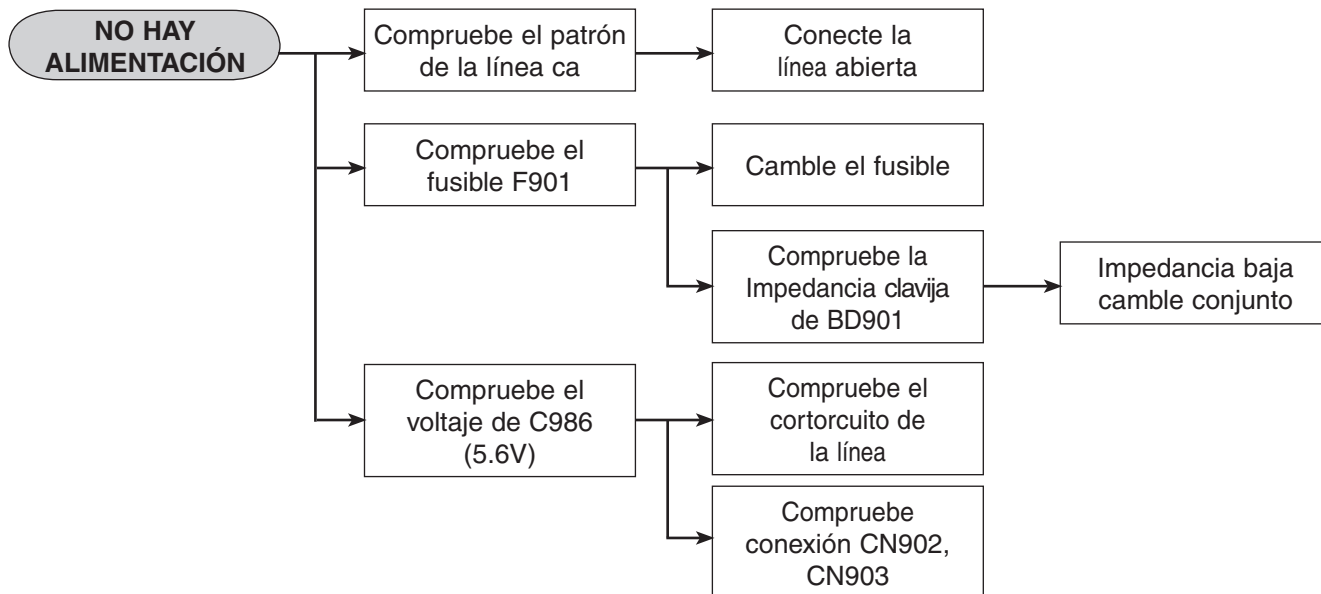 NO HAY
ALIMENTACIÓN
Compruebe el patrón
de la línea ca
Conecte la
línea abierta
Compruebe el
fusible F901
Camble el fusible
Compruebe la
Impedancia clavija
de BD901
Impedancia baja
camble conjunto
Compruebe el
voltaje de C986
(5.6V)
Compruebe el
cortorcuito de
la línea
Compruebe
conexión CN902,
CN903